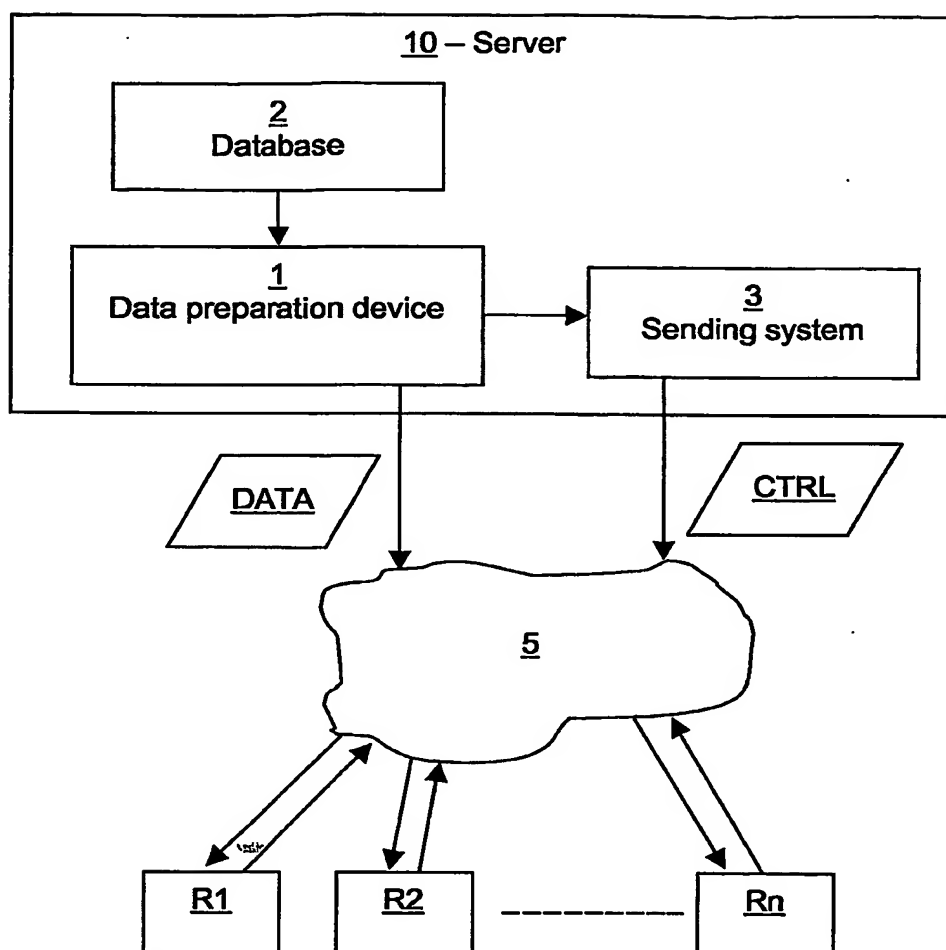 10 – Server
2
Database
1
Data preparation device
3
Sending system
DATA
CTRL
5
R1
R2
Rn